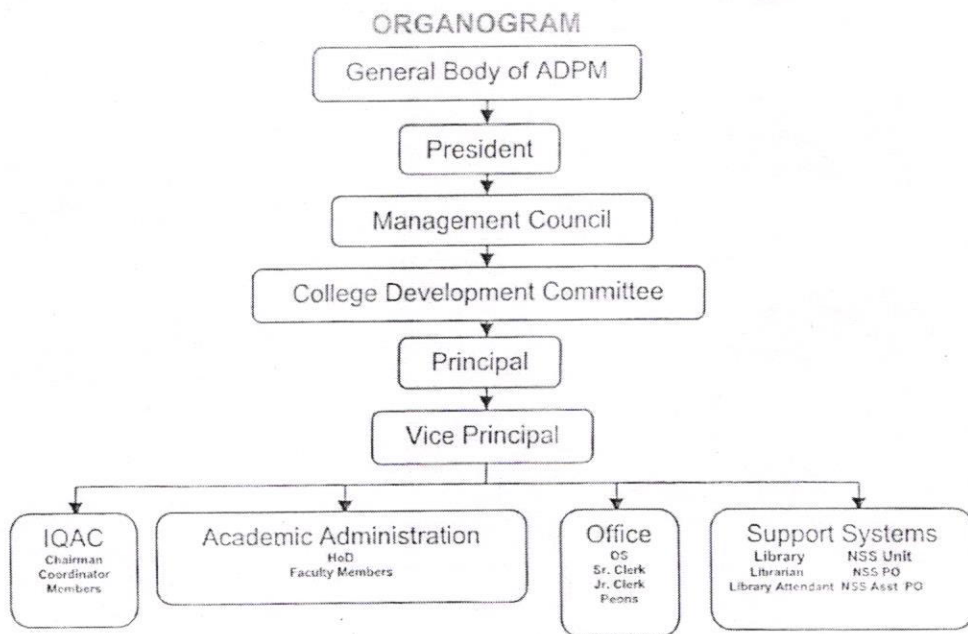 ORGANOGRAM
General Body of ADPM
President
Management Council
College Development Committee
Principal
Vice Principal
IQAC
Chairman
Coordinator
Members
Academic Administration
HoD
Faculty Members
Office
OS
Sr. Clerk
Jr. Clerk
Peons
Support Systems
Library NSS Unit
Librarian NSS PO
Library Attendant NSS Asst PO